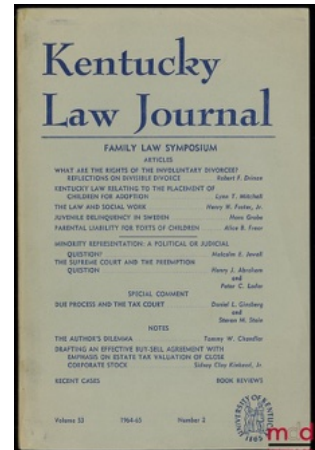 Kentucky
Law Journal
FAMILY LAW SYMPOSIUM
ARTICLES
WHAT ARE THE RIGHTS OF THE INVOLUNTARY DIVORCEE?
REFLECTIONS ON INVISIBLE DIVORCE Robert F. Drinan
KENTUCKY LAW RELATING TO THE PLACEMENT OF
CHILDREN FOR ADOPTION Lynn T. Mitchell
THE LAW AND SOCIAL WORK Henry W. Foster, Jr.
JUVENILE DELINQUENCY IN SWEDEN Hans Grobe
PARENTAL LIABILITY FOR TORTS OF CHILDREN Alice B. Freer
MINORITY REPRESENTATION: A POLITICAL OR JUDICIAL
QUESTION? Malcolm E. Jewell
THE SUPREME COURT AND THE PREEMPTION
QUESTION Henry J. Abraham
and
Peter C. Loder
SPECIAL COMMENT
DUE PROCESS AND THE TAX COURT Daniel L. Ginsberg
and
Steven M. Stein
NOTES
THE AUTHOR'S DILEMMA W. Chandler
DRAFTING AN EFFECTIVE BUY-SELL AGREEMENT WITH
EMPHASIS ON ESTATE TAX VALUATION OF CLOSE
CORPORATE STOCK Sidney Clay Kinkead, Jr.
RECENT CASES BOOK REVIEWS
Volume 53 1964-65 Number 2
UNIVERSITY OF KENTUCKY
1865